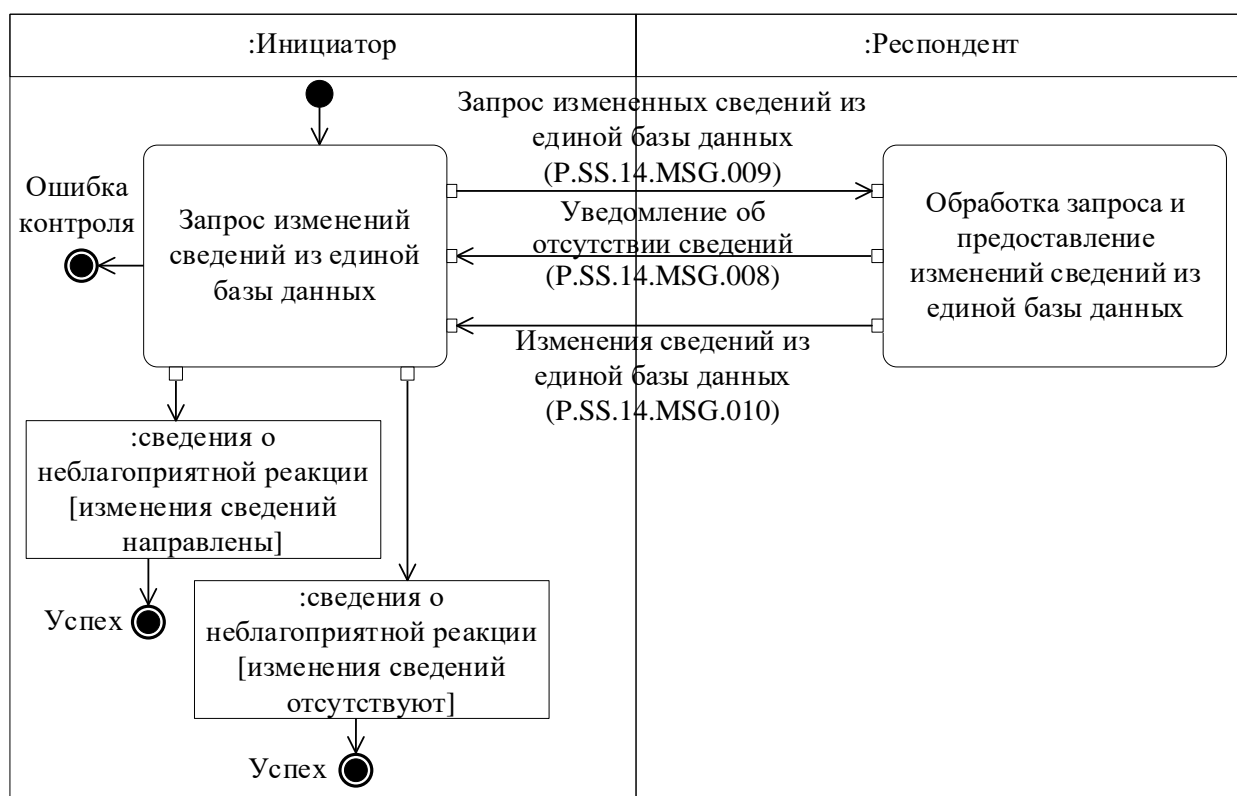 :Инициатор
:Респондент
Запрос измененных сведений из
единой базы данных
(P.SS.14.MSG.009)
Ошибка
контроля
Запрос изменений
сведений из единой
базы данных
Уведомление об
отсутствии сведений
(P.SS.14.MSG.008)
Обработка запроса и
предоставление
изменений сведений из
единой базы данных
Изменения сведений из
единой базы данных
(P.SS.14.MSG.010)
:сведения о
неблагоприятной реакции
[изменения сведений
направлены]
Успех
:сведения о
неблагоприятной реакции
[изменения сведений
отсутствуют]
Успех